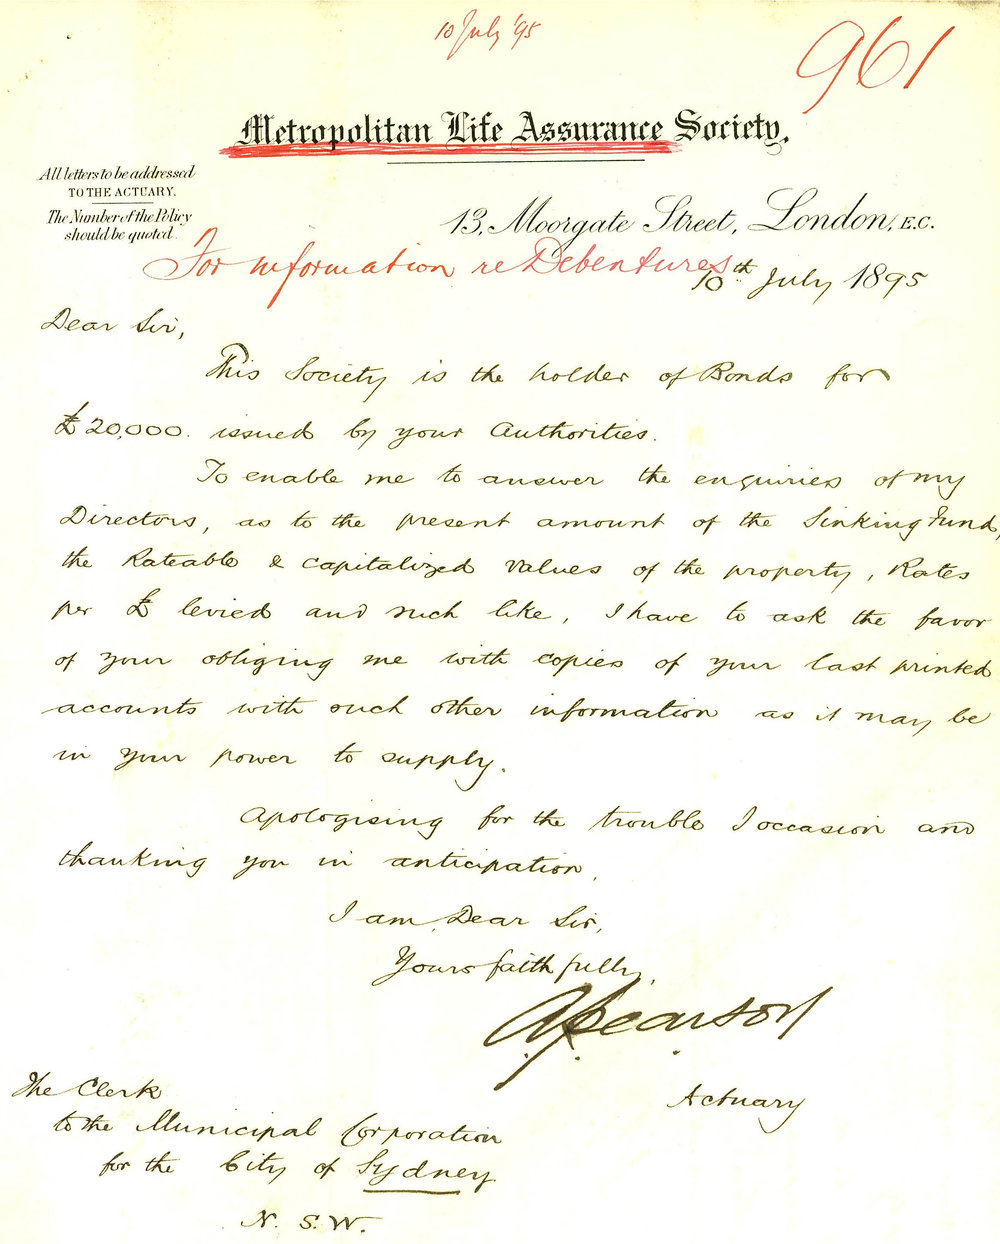 10 July '95
961
Metropolitan Life Assurance Society.
All letters to be addressed
TO THE ACTUARY.
The Number of the Policy
should be quoted.
13, Moorgate Street, London, E.C.
For information re Debentures
10th July 1895
Dear Sir,
This Society is the holder of Bonds for
£20,000. issued by your Authorities.
To enable me to answer the enquiries of my
Directors, as to the present amount of the Sinking Fund,
the Rateable & capitalized values of the property, Rates
per £ levied and such like, I have to ask the favor
of your obliging me with copies of your last printed
accounts with such other information as it may be
in your power to supply.
Apologising for the trouble I occasion and
thanking you in anticipation,
I am, Dear Sir,
Yours faithfully,
Pearson
Actuary
The Clerk
to the Municipal Corporation
for the City of Sydney
N. S. W.